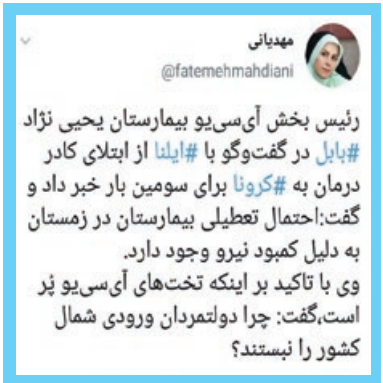 مهدیانی
@fatemehmahdiani
رئیس بخش آی‌سی‌یو بیمارستان یحیی نژاد
#بابل در گفت‌وگو با #ایلنا از ابتلای کادر
درمان به #کرونا برای سومین بار خبر داد و
گفت:احتمال تعطیلی بیمارستان در زمستان
به دلیل کمبود نیرو وجود دارد.
وی با تاکید بر اینکه تخت‌های آی‌سی‌یو پُر
است،گفت: چرا دولتمردان ورودی شمال
کشور را نبستند؟